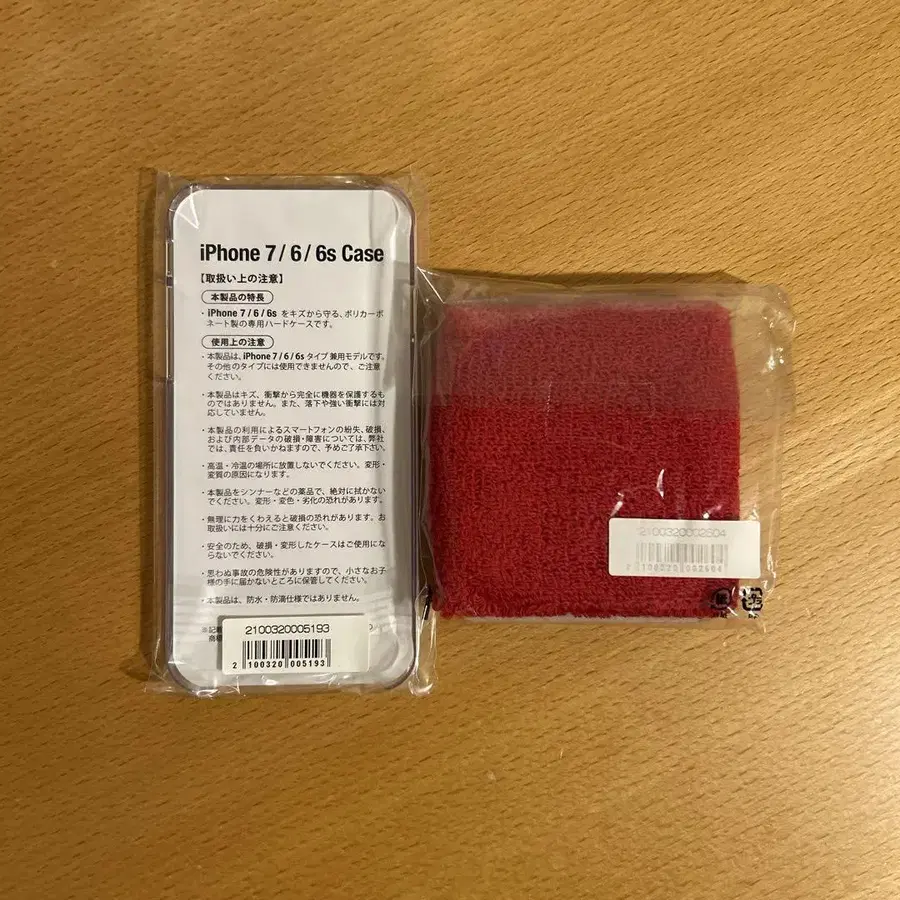 iPhone 7 / 6 / 6s Case
【取扱い上の注意】
本製品の特長
・iPhone 7 / 6 / 6s をキズから守る、ポリカーボ
ネート製の専用ハードケースです。
使用上の注意
・本製品は、iPhone 7 / 6 / 6s タイプ 兼用モデルです。
その他のタイプには使用できませんので、ご注意
ください。
・本製品はキズ、衝撃から完全に機器を保護するも
のではありません。また、落下や強い衝撃には対
応していません。
・本製品の利用によるスマートフォンの紛失、破損、
および内部データの破損・障害については、弊社
では、責任を負いかねますので、予めご了承下さい。
・高温・冷温の場所に放置しないでください。変形・
変質の原因になります。
・本製品をシンナーなどの薬品で、絶対に拭かない
でください。変形・変色・劣化の恐れがあります。
・無理に力をくわえると破損の恐れがあります。お
取扱いには十分にご注意ください。
・安全のため、破損・変形したケースはご使用にな
らないでください。
・思わぬ事故の危険性がありますので、小さなお子
様の手に届かないところに保管してください。
・本製品は、防水・防滴仕様ではありません。
※記載
商標
2100320005193
2 100320 005193
2100320002604
2 100320 002604